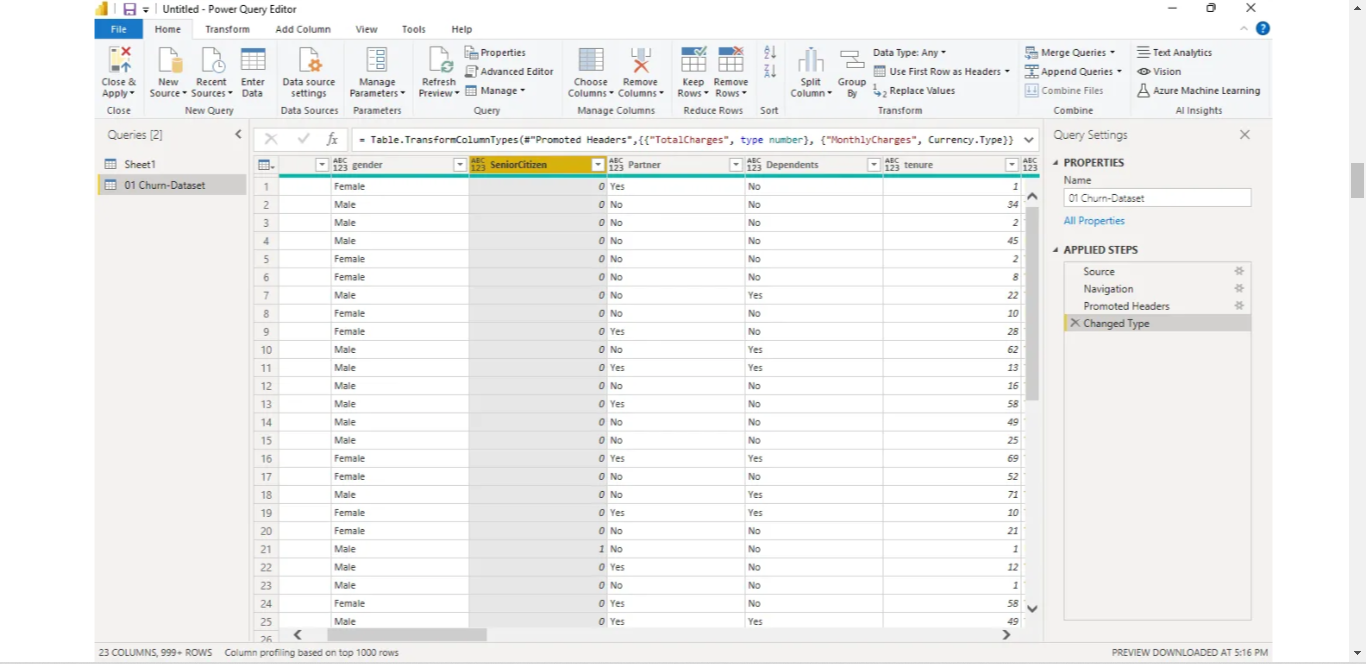 Untitled - Power Query Editor
File Home Transform Add Column View Tools Help
Close & Apply
New Source
Recent Sources
Enter Data
Data source settings
Manage Parameters
Refresh Preview
Properties
Advanced Editor
Manage
Choose Columns
Remove Columns
Keep Rows
Remove Rows
Split Column
Group By
Data Type: Any
Use First Row as Headers
Replace Values
Merge Queries
Append Queries
Combine Files
Text Analytics
Vision
Azure Machine Learning
Close New Query Data Sources Parameters Query Manage Columns Reduce Rows Sort Transform Combine AI Insights
Queries [2]
Sheet1
01 Churn-Dataset
fx = Table.TransformColumnTypes(#"Promoted Headers",{{"TotalCharges", type number}, {"MonthlyCharges", Currency.Type}})
ABC 123 gender ABC 123 SeniorCitizen ABC 123 Partner ABC 123 Dependents ABC 123 tenure ABC 123
1 Female 0 Yes No 1
2 Male 0 No No 34
3 Male 0 No No 2
4 Male 0 No No 45
5 Female 0 No No 2
6 Female 0 No No 8
7 Male 0 No Yes 22
8 Female 0 No No 10
9 Female 0 Yes No 28
10 Male 0 No Yes 62
11 Male 0 Yes Yes 13
12 Male 0 No No 16
13 Male 0 Yes No 58
14 Male 0 No No 49
15 Male 0 No No 25
16 Female 0 Yes Yes 69
17 Female 0 No No 52
18 Male 0 No Yes 71
19 Female 0 Yes Yes 10
20 Female 0 No No 21
21 Male 1 No No 1
22 Male 0 Yes No 12
23 Male 0 No No 1
24 Female 0 Yes No 58
25 Male 0 Yes Yes 49
26
Query Settings
PROPERTIES
Name
01 Churn-Dataset
All Properties
APPLIED STEPS
Source
Navigation
Promoted Headers
Changed Type
23 COLUMNS, 999+ ROWS Column profiling based on top 1000 rows
PREVIEW DOWNLOADED AT 5:16 PM